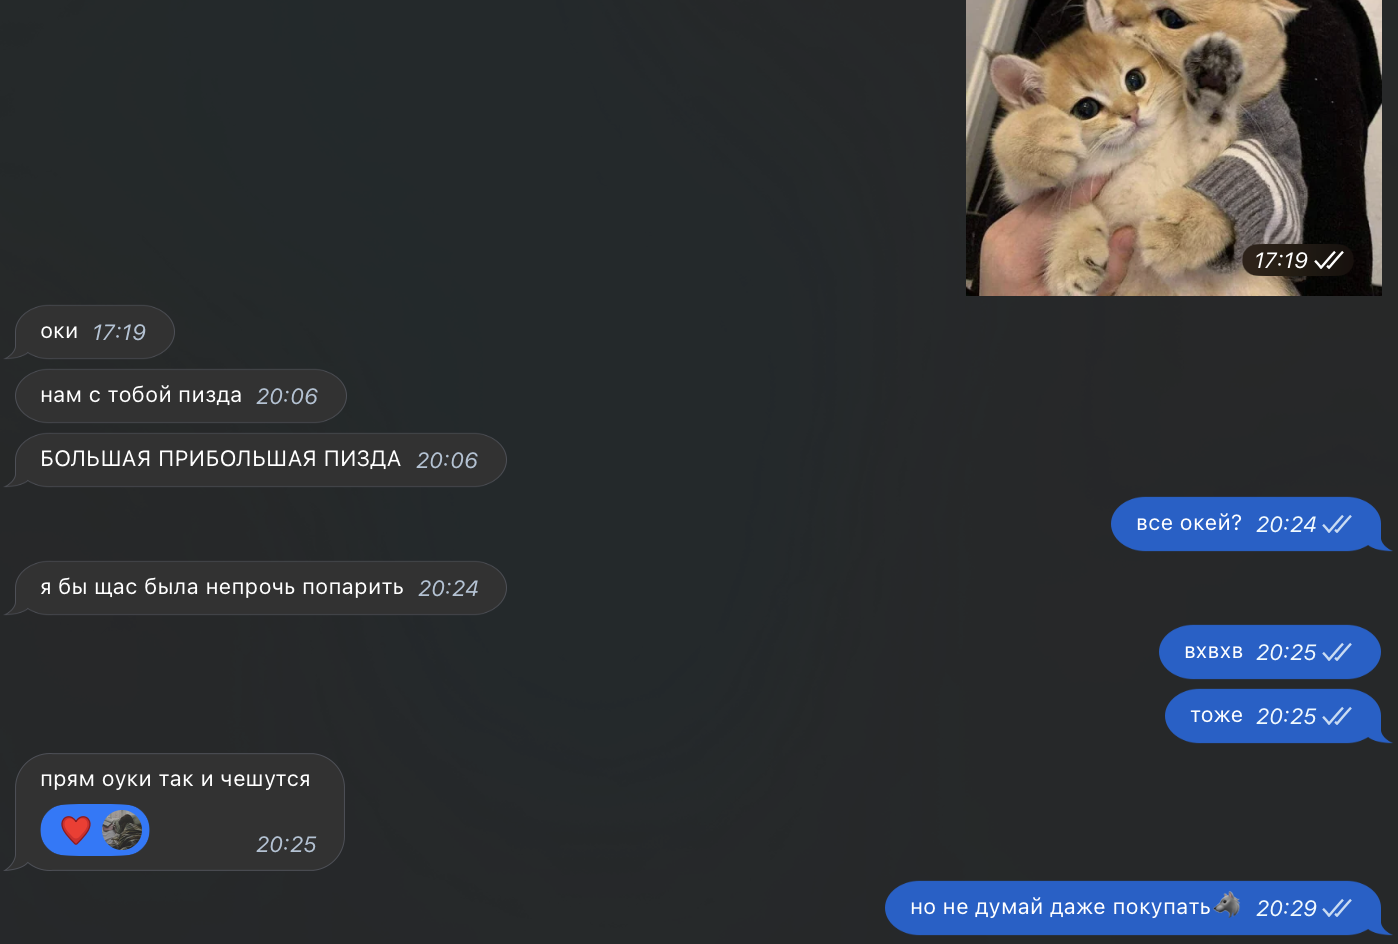 17:19
оки 17:19
нам с тобой пизда 20:06
БОЛЬШАЯ ПРИБОЛЬШАЯ ПИЗДА 20:06
все окей? 20:24
я бы щас была непрочь попарить 20:24
вхвхв 20:25
тоже 20:25
прям оуки так и чешутся
20:25
но не думай даже покупать🐺 20:29